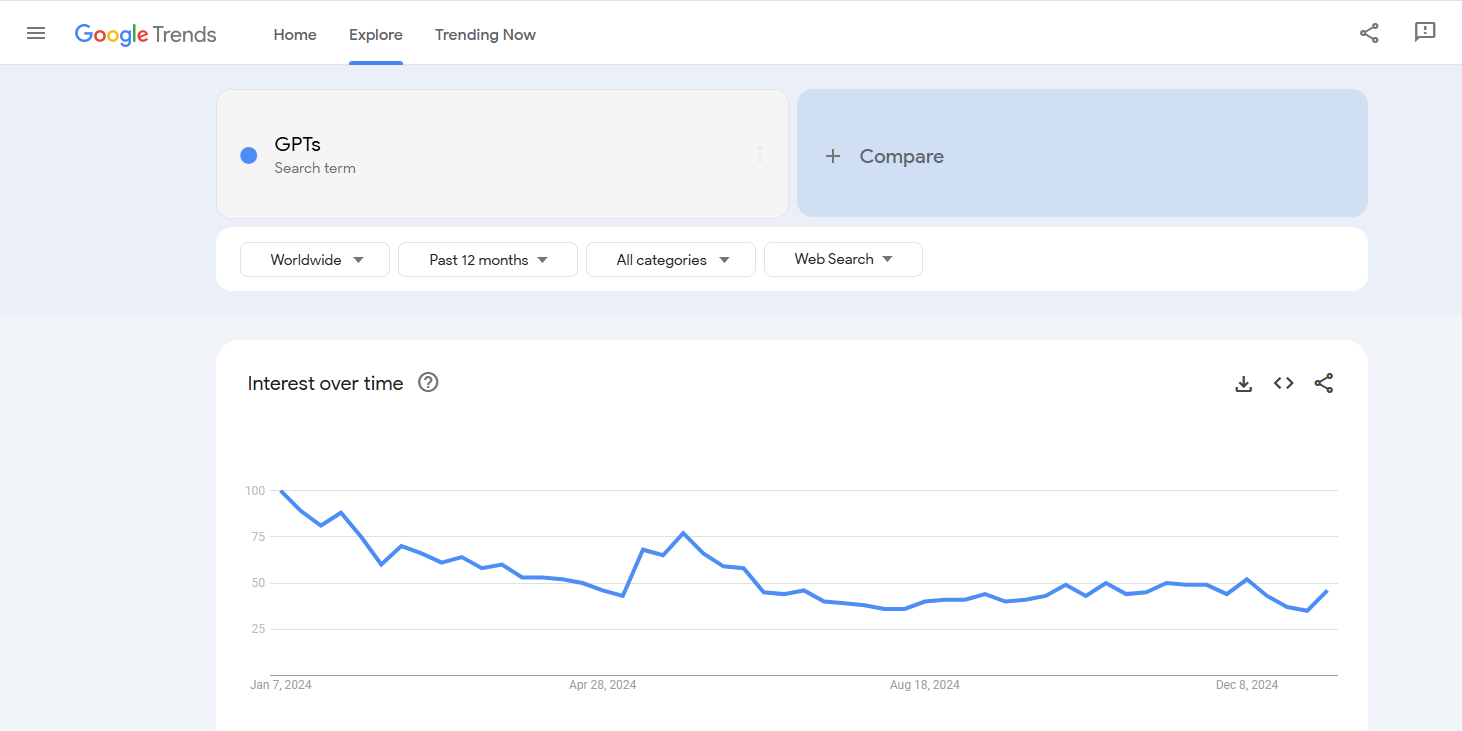 Google Trends
Home
Explore
Trending Now
GPTs
Search term
+ Compare
Worldwide
Past 12 months
All categories
Web Search
Interest over time
100
75
50
25
Jan 7, 2024
Apr 28, 2024
Aug 18, 2024
Dec 8, 2024